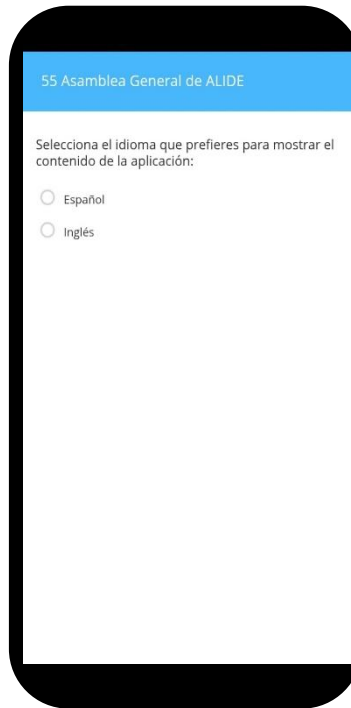 55 Asamblea General de ALIDE
Selecciona el idioma que prefieres para mostrar el
contenido de la aplicación:
Español
Inglés